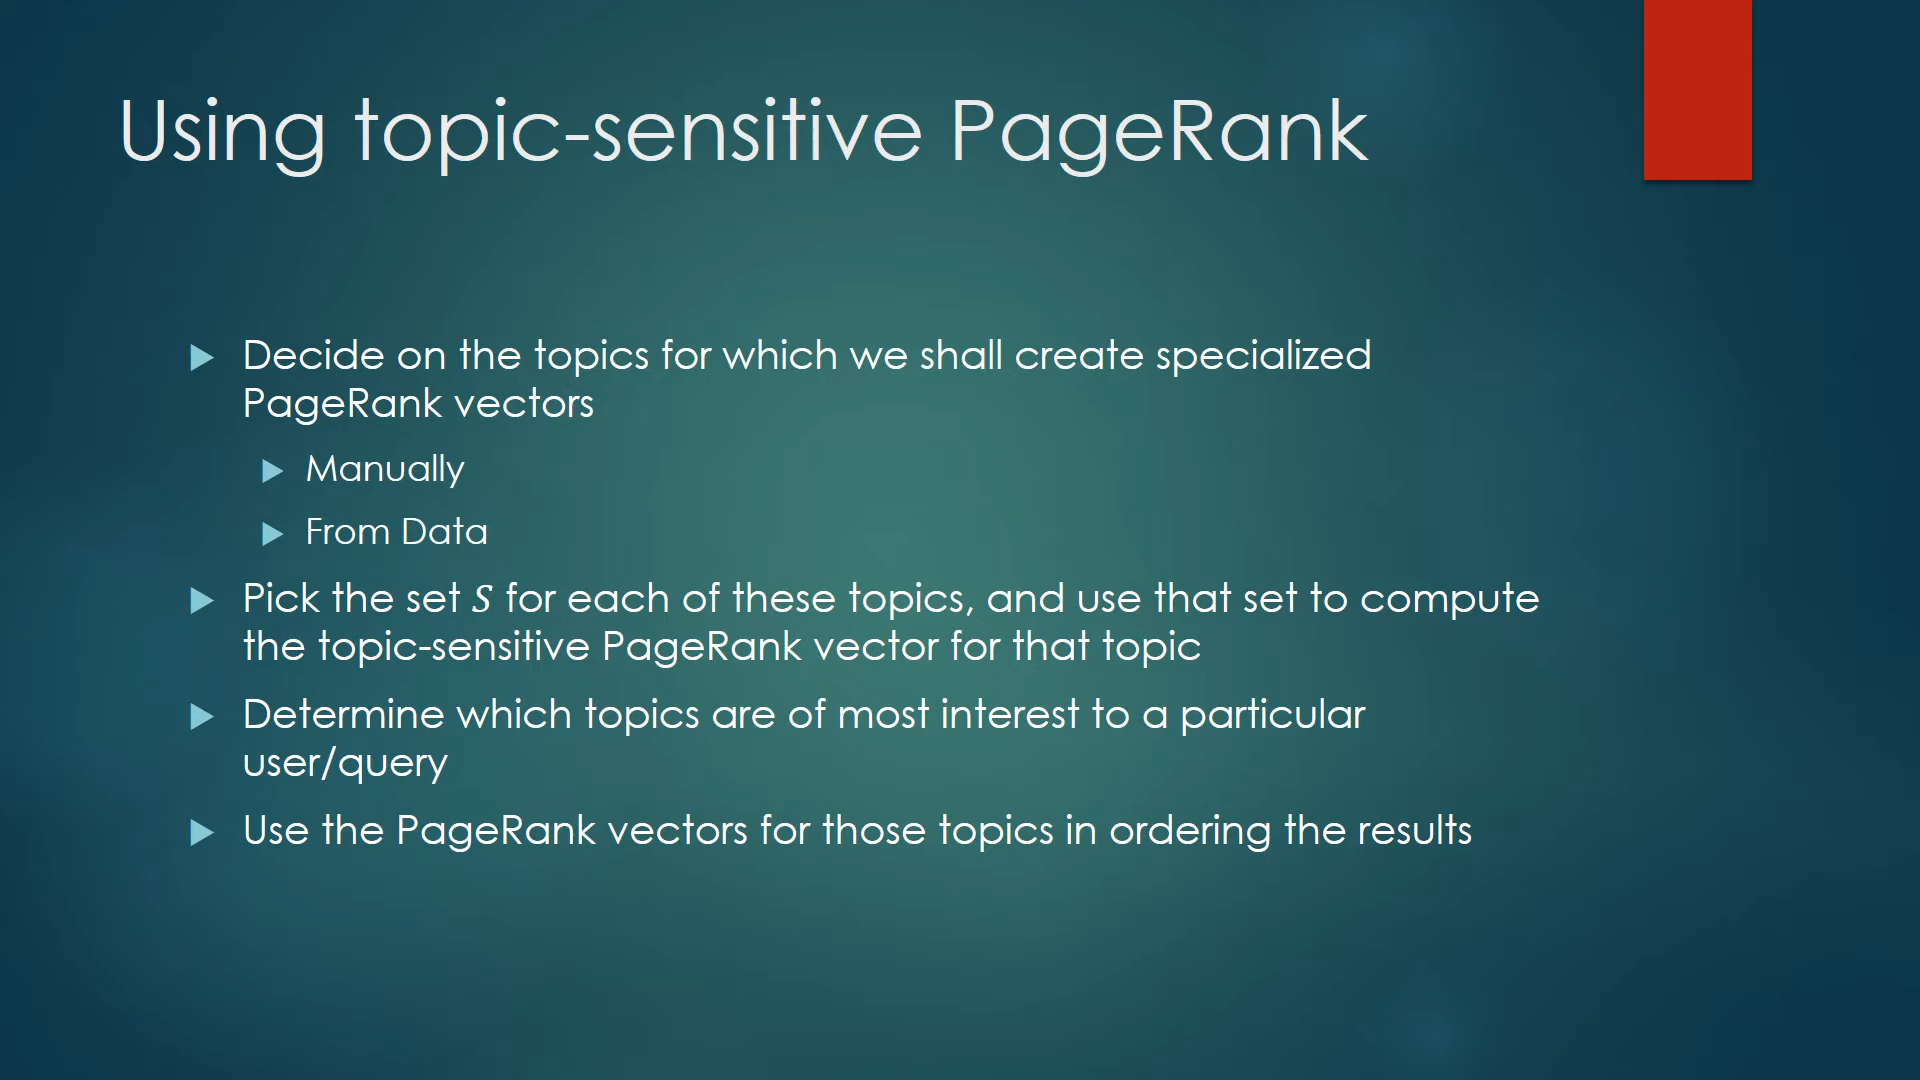 Using topic-sensitive PageRank
Decide on the topics for which we shall create specialized
PageRank vectors
Manually
From Data
Pick the set S for each of these topics, and use that set to compute
the topic-sensitive PageRank vector for that topic
Determine which topics are of most interest to a particular
user/query
Use the PageRank vectors for those topics in ordering the results